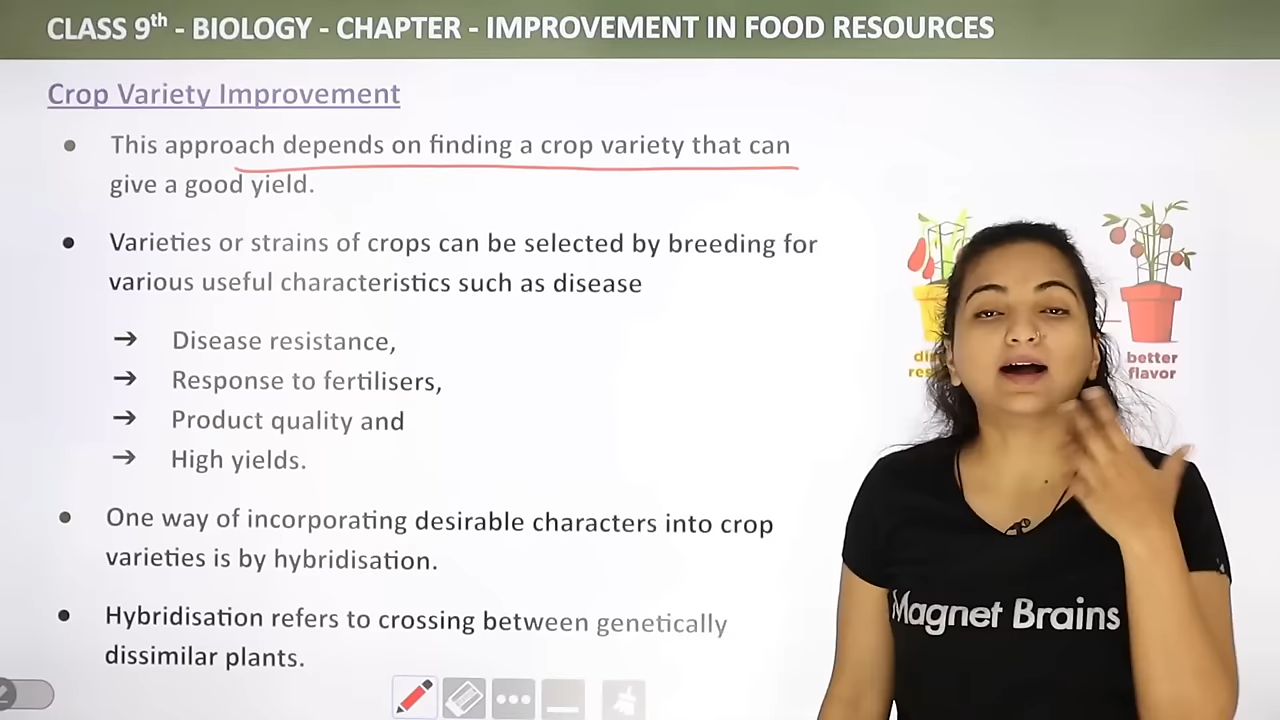 CLASS 9th - BIOLOGY - CHAPTER - IMPROVEMENT IN FOOD RESOURCES
Crop Variety Improvement
• This approach depends on finding a crop variety that can
give a good yield.
• Varieties or strains of crops can be selected by breeding for
various useful characteristics such as disease
➔ Disease resistance,
➔ Response to fertilisers,
➔ Product quality and
➔ High yields.
• One way of incorporating desirable characters into crop
varieties is by hybridisation.
• Hybridisation refers to crossing between genetically
dissimilar plants.
better
flavor
Magnet Brains